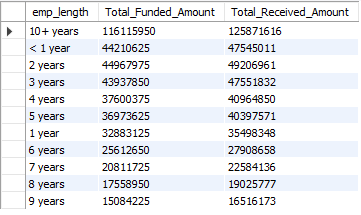 emp_length Total_Funded_Amount Total_Received_Amount
10+ years 116115950 125871616
< 1 year 44210625 47545011
2 years 44967975 49206961
3 years 43937850 47551832
4 years 37600375 40964850
5 years 36973625 40397571
1 year 32883125 35498348
6 years 25612650 27908658
7 years 20811725 22584136
8 years 17558950 19025777
9 years 15084225 16516173